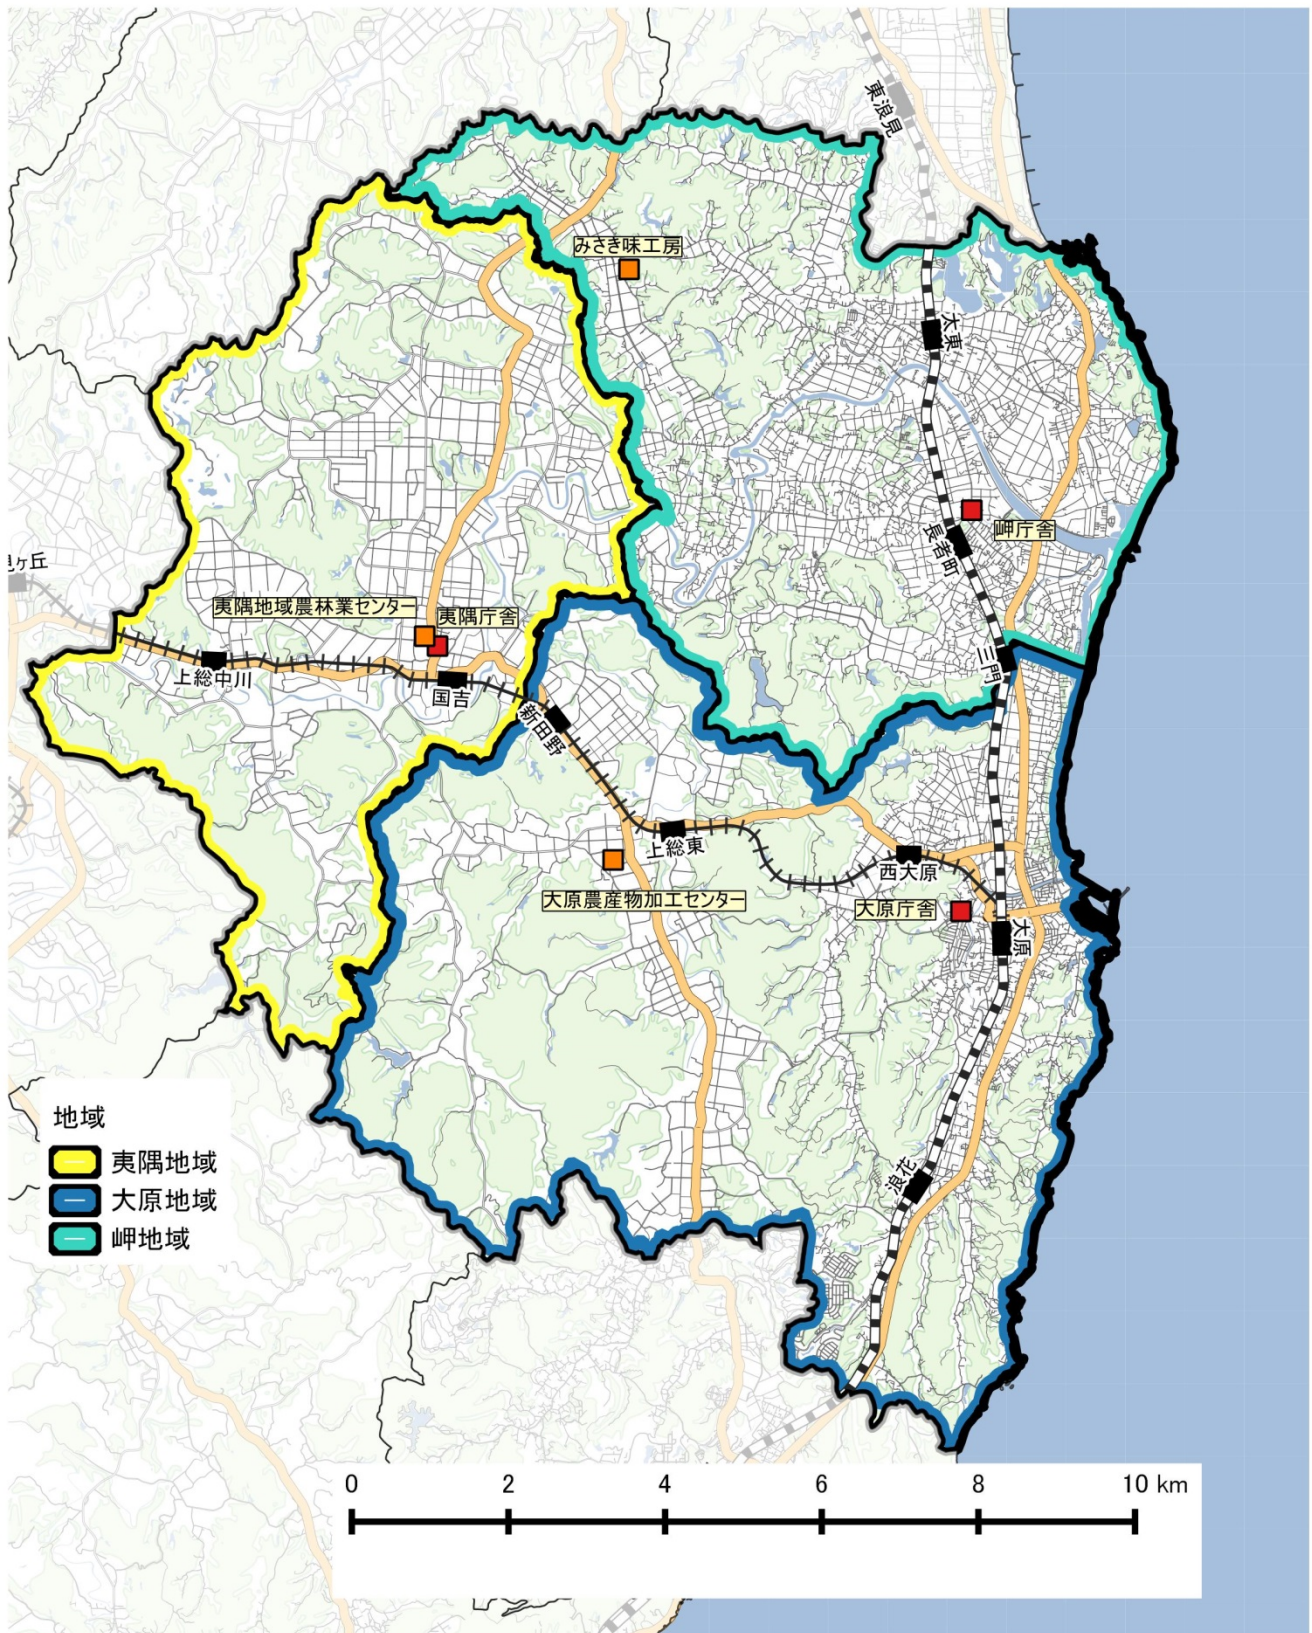 東浪見
みさき味工房
太東
岬庁舎
長者町
見ヶ丘
夷隅地域農林業センター
夷隅庁舎
三門
上総中川
国吉
新田野
上総東
西大原
大原農産物加工センター
大原庁舎
大原
地域
夷隅地域
大原地域
岬地域
浪花
0 2 4 6 8 10 km